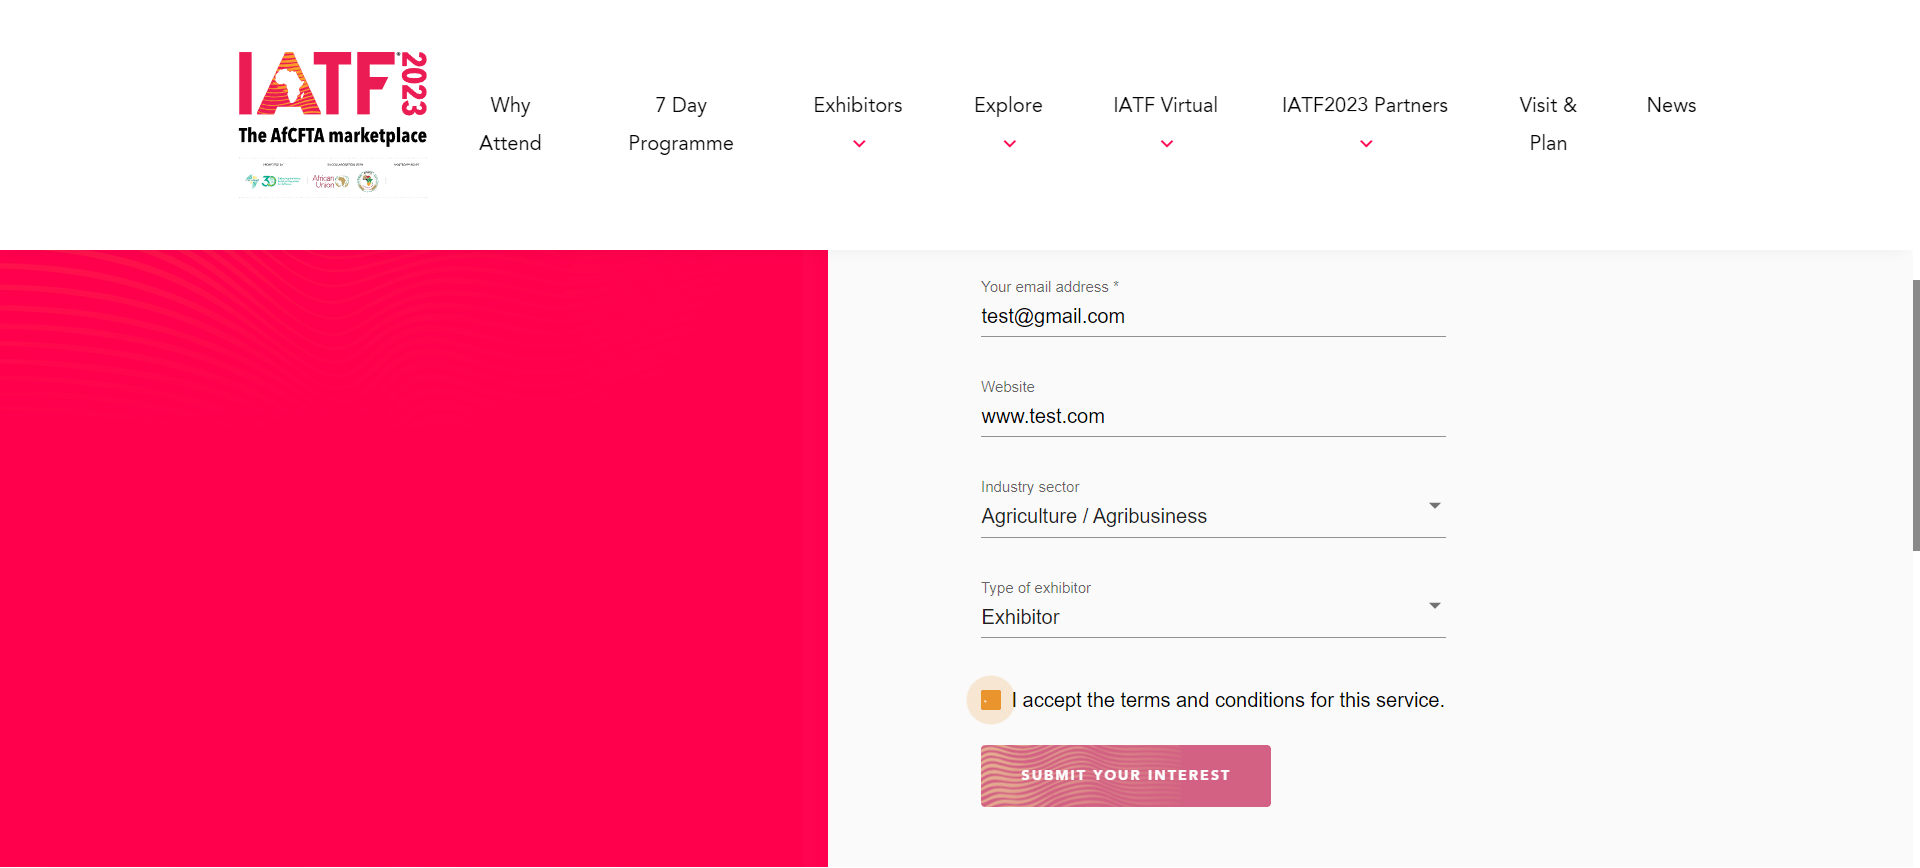 IATF 2023
The AfCFTA marketplace
African Union
Why Attend
7 Day Programme
Exhibitors
Explore
IATF Virtual
IATF2023 Partners
Visit & Plan
News
Your email address *
test@gmail.com
Website
www.test.com
Industry sector
Agriculture / Agribusiness
Type of exhibitor
Exhibitor
I accept the terms and conditions for this service.
SUBMIT YOUR INTEREST